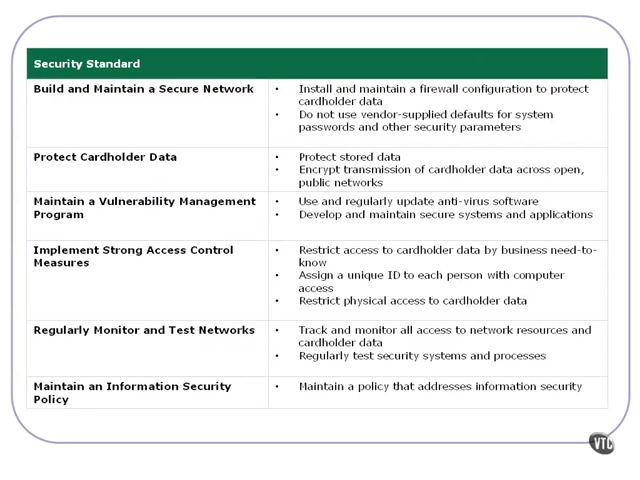 Security Standard
Build and Maintain a Secure Network
• Install and maintain a firewall configuration to protect
cardholder data
• Do not use vendor-supplied defaults for system
passwords and other security parameters
Protect Cardholder Data
• Protect stored data
• Encrypt transmission of cardholder data across open,
public networks
Maintain a Vulnerability Management
Program
• Use and regularly update anti-virus software
• Develop and maintain secure systems and applications
Implement Strong Access Control
Measures
• Restrict access to cardholder data by business need-to-
know
• Assign a unique ID to each person with computer
access
• Restrict physical access to cardholder data
Regularly Monitor and Test Networks
• Track and monitor all access to network resources and
cardholder data
• Regularly test security systems and processes
Maintain an Information Security
Policy
• Maintain a policy that addresses information security
VTC